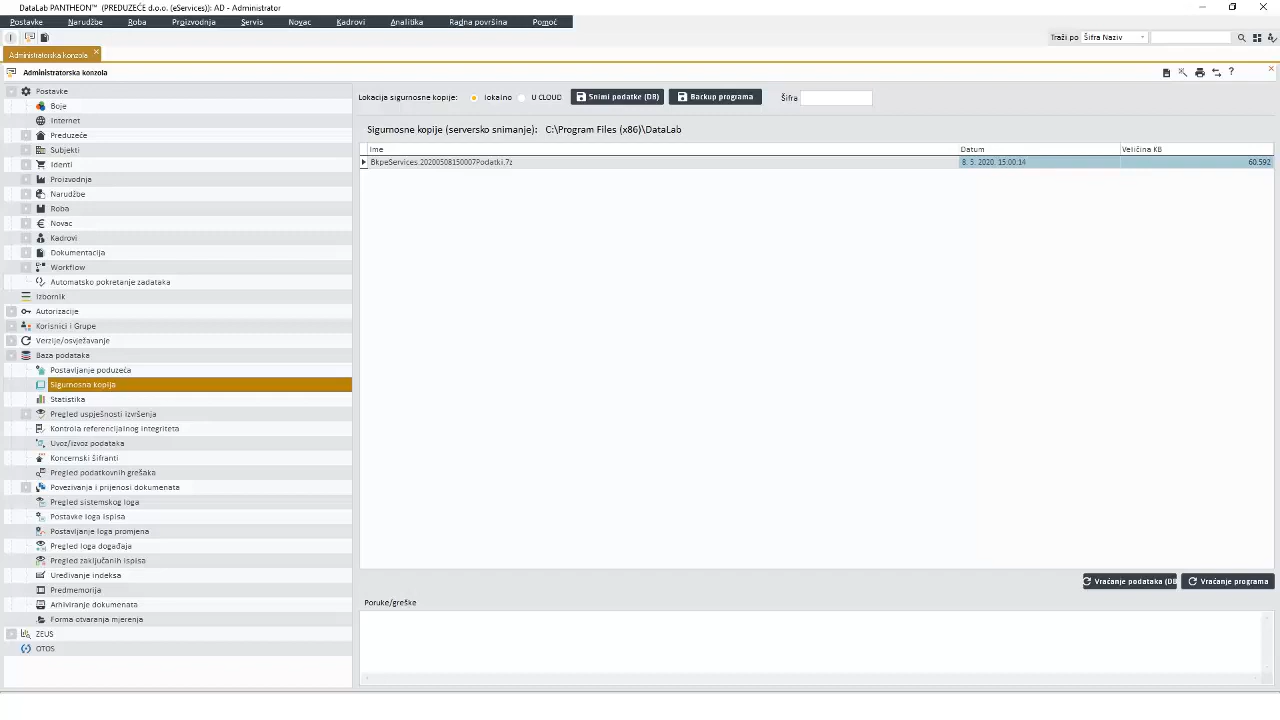 DataLab PANTHEON™ (PREDUZEĆE d.o.o. (eServices)): AD - Administrator
Postavke Narudžbe Roba Proizvodnja Servis Novac Kadrovi Analitika Radna površina Pomoć
Traži po Šifra Naziv
Administratorska konzola
Administratorska konzola
Postavke
Boje
Internet
Preduzeće
Subjekti
Identi
Proizvodnja
Narudžbe
Roba
Novac
Kadrovi
Dokumentacija
Workflow
Automatsko pokretanje zadataka
Izbornik
Autorizacije
Korisnici i Grupe
Verzije/osvježavanje
Baza podataka
Postavljanje poduzeća
Sigurnosna kopija
Statistika
Pregled uspješnosti izvršenja
Kontrola referencijalnog integriteta
Uvoz/izvoz podataka
Koncernski šifranti
Pregled podatkovnih grešaka
Povezivanja i prijenosi dokumenata
Pregled sistemskog loga
Postavke loga ispisa
Postavljanje loga promjena
Pregled loga događaja
Pregled zaključanih ispisa
Uređivanje indeksa
Predmemorija
Arhiviranje dokumenata
Forma otvaranja mjerenja
ZEUS
OTOS
Lokacija sigurnosne kopije: lokalno U CLOUD Snimi podatke (DB) Backup programa Šifra
Sigurnosne kopije (serversko snimanje): C:\Program Files (x86)\DataLab
Ime Datum Veličina KB
BkpeServices.20200508150007Podatki.7z 8. 5. 2020. 15:00:14 60.592
Vraćanje podataka (DB Vraćanje programa
Poruke/greške